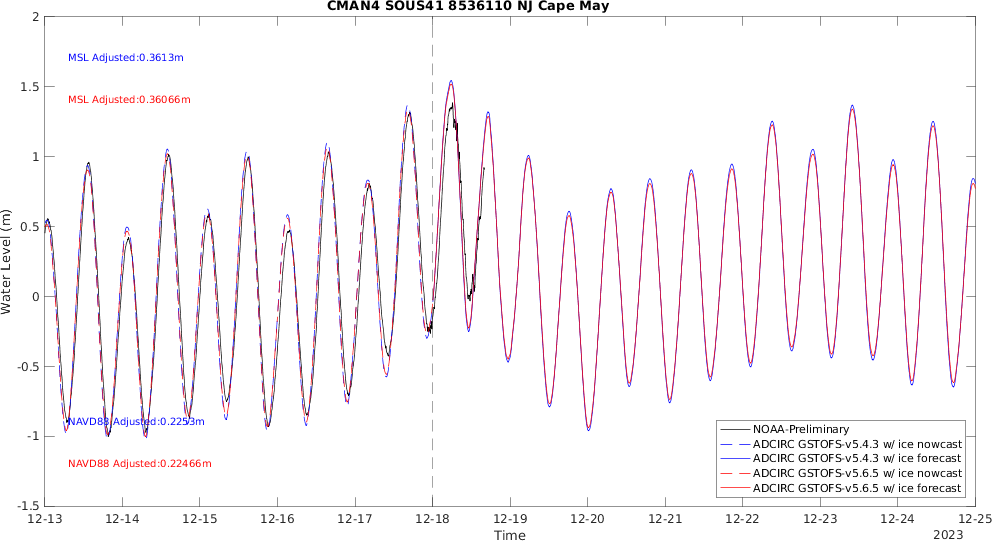 CMAN4 SOUS41 8536110 NJ Cape May
2
1.5
1
0.5
0
-0.5
-1
-1.5
Water Level (m)
MSL Adjusted:0.3613m
MSL Adjusted:0.36066m
NAVD88 Adjusted:0.2253m
NAVD88 Adjusted:0.22466m
NOAA-Preliminary
ADCIRC GSTOFS-v5.4.3 w/ ice nowcast
ADCIRC GSTOFS-v5.4.3 w/ ice forecast
ADCIRC GSTOFS-v5.6.5 w/ ice nowcast
ADCIRC GSTOFS-v5.6.5 w/ ice forecast
12-13 12-14 12-15 12-16 12-17 12-18 12-19 12-20 12-21 12-22 12-23 12-24 12-25
Time
2023